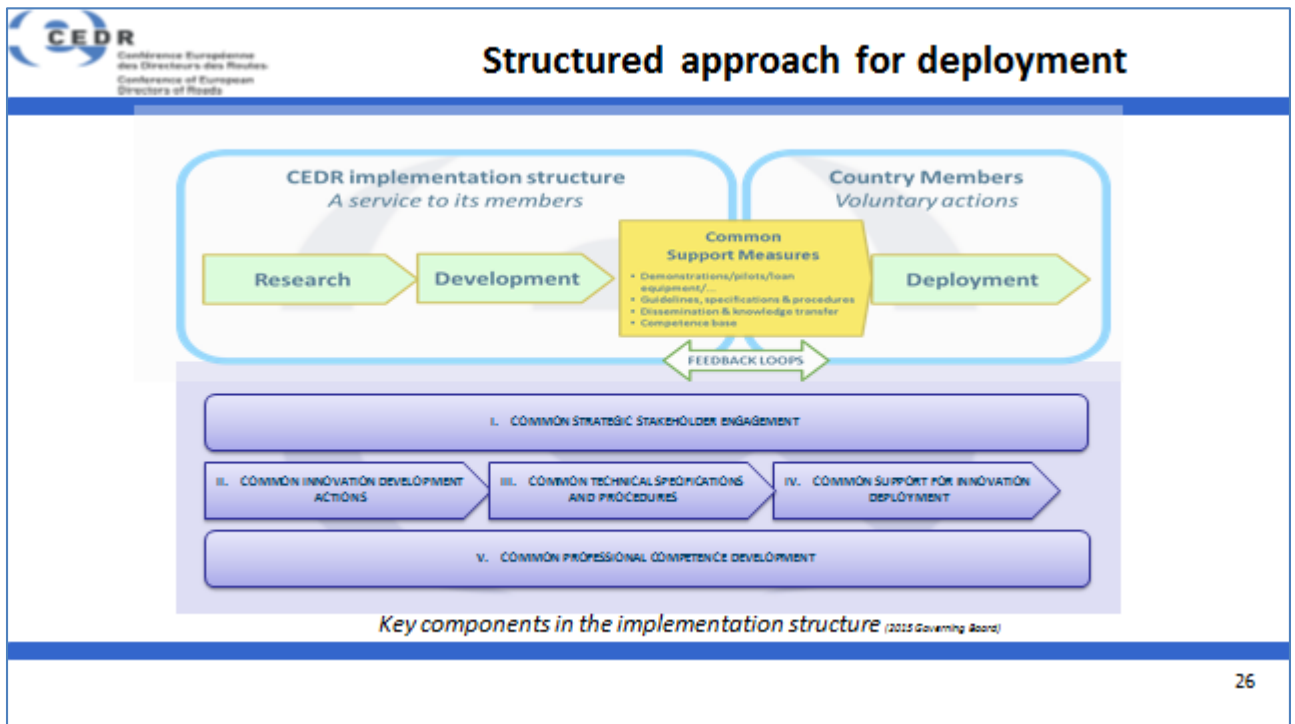 CEDR
Conférence Européenne
des Directeurs des Routes-
Conference of European
Directors of Roads
Structured approach for deployment
CEDR implementation structure
A service to its members
Country Members
Voluntary actions
Research
Development
Common
Support Measures
• Demonstrations/pilots/loan
equipment/...
• Guidelines, specifications & procedures
• Dissemination & knowledge transfer
• Competence base
Deployment
FEEDBACK LOOPS
I. COMMON STRATEGIC STAKEHOLDER ENGAGEMENT
II. COMMON INNOVATION DEVELOPMENT
ACTIONS
III. COMMON TECHNICAL SPECIFICATIONS
AND PROCEDURES
IV. COMMON SUPPORT FOR INNOVATION
DEPLOYMENT
V. COMMON PROFESSIONAL COMPETENCE DEVELOPMENT
Key components in the implementation structure (2015 Governing Board)
26